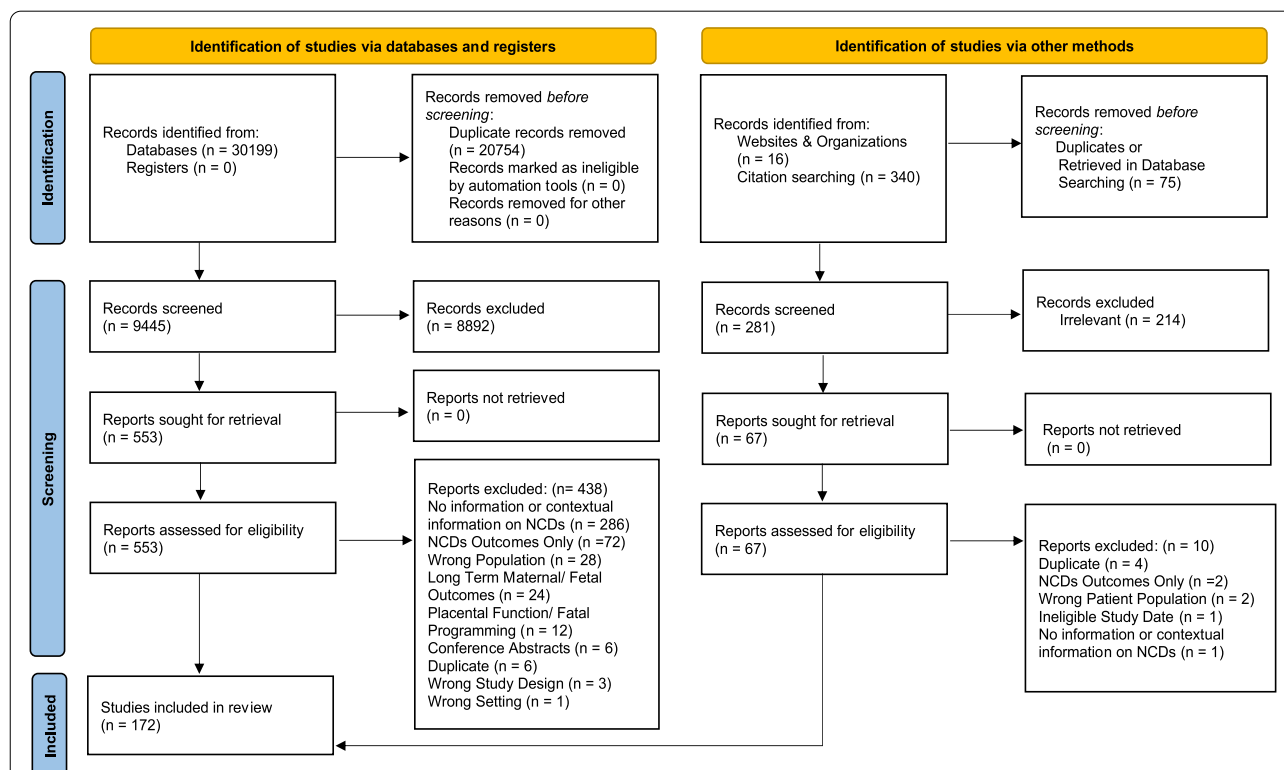 Identification of studies via databases and registers
Identification of studies via other methods
Identification
Records identified from:
Databases (n = 30199)
Registers (n = 0)
Records removed before
screening:
Duplicate records removed
(n = 20754)
Records marked as ineligible
by automation tools (n = 0)
Records removed for other
reasons (n = 0)
Records identified from:
Websites & Organizations
(n = 16)
Citation searching (n = 340)
Records removed before
screening:
Duplicates or
Retrieved in Database
Searching (n = 75)
Screening
Records screened
(n = 9445)
Records excluded
(n = 8892)
Records screened
(n = 281)
Records excluded
Irrelevant (n = 214)
Reports sought for retrieval
(n = 553)
Reports not retrieved
(n = 0)
Reports sought for retrieval
(n = 67)
Reports not retrieved
(n = 0)
Reports assessed for eligibility
(n = 553)
Reports excluded: (n= 438)
No information or contextual
information on NCDs (n = 286)
NCDs Outcomes Only (n =72)
Wrong Population (n = 28)
Long Term Maternal/ Fetal
Outcomes (n = 24)
Placental Function/ Fatal
Programming (n = 12)
Conference Abstracts (n = 6)
Duplicate (n = 6)
Wrong Study Design (n = 3)
Wrong Setting (n = 1)
Reports assessed for eligibility
(n = 67)
Reports excluded: (n = 10)
Duplicate (n = 4)
NCDs Outcomes Only (n =2)
Wrong Patient Population (n = 2)
Ineligible Study Date (n = 1)
No information or contextual
information on NCDs (n = 1)
Included
Studies included in review
(n = 172)